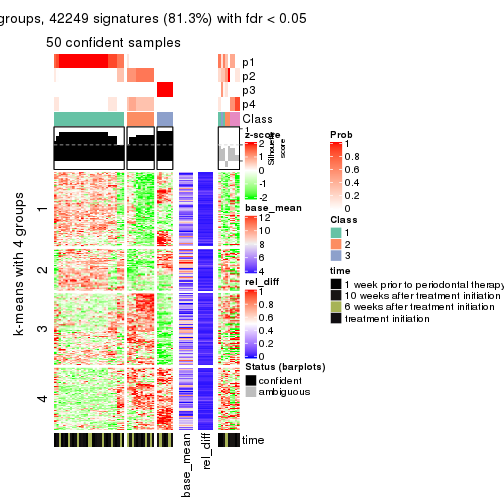 groups, 42249 signatures (81.3%) with fdr < 0.05
50 confident samples
p1
p2
p3
p4
Class
1
Silhouette
score
z-score
2
1
0
-1
-2
base_mean
12
10
8
6
4
rel_diff
1
0.8
0.6
0.4
0.2
0
Status (barplots)
confident
ambiguous
Prob
1
0.8
0.6
0.4
0.2
0
Class
1
2
3
time
1 week prior to periodontal therapy
10 weeks after treatment initiation
6 weeks after treatment initiation
treatment initiation
k-means with 4 groups
1
2
3
4
time
base_mean
rel_diff